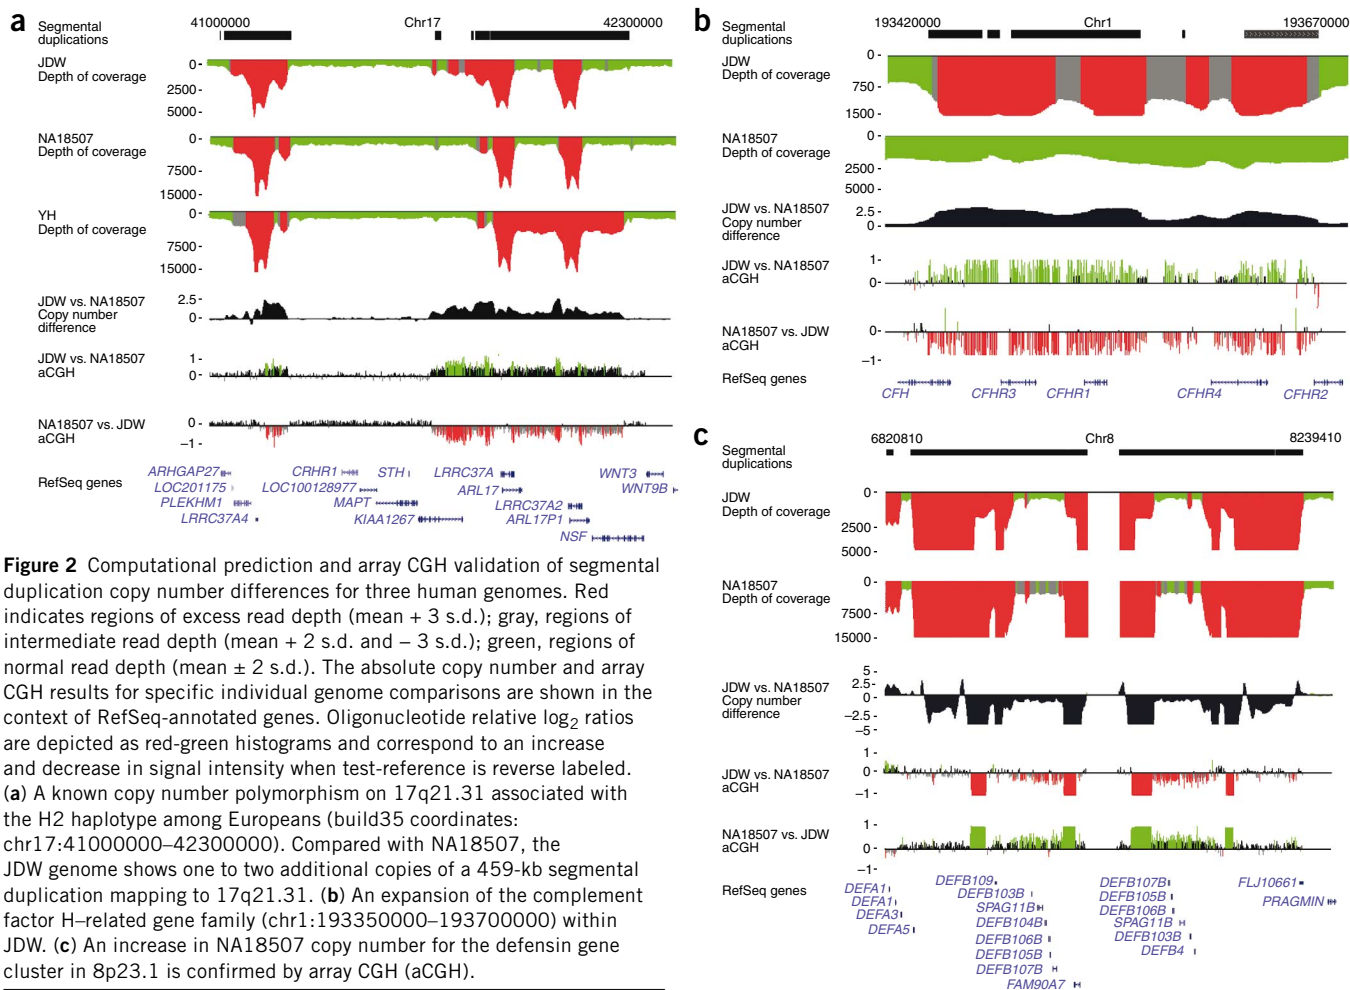 a
41000000 Chr17 42300000
Segmental
duplications
JDW
Depth of coverage
0
2500
5000
NA18507
Depth of coverage
0
7500
15000
YH
Depth of coverage
0
7500
15000
JDW vs. NA18507
Copy number
difference
2.5
0
JDW vs. NA18507
aCGH
1
0
NA18507 vs. JDW
aCGH
0
−1
RefSeq genes
ARHGAP27
LOC201175
PLEKHM1
LRRC37A4
CRHR1
LOC100128977
MAPT
STH
KIAA1267
LRRC37A
ARL17
LRRC37A2
ARL17P1
NSF
WNT3
WNT9B
Figure 2 Computational prediction and array CGH validation of segmental
duplication copy number differences for three human genomes. Red
indicates regions of excess read depth (mean + 3 s.d.); gray, regions of
intermediate read depth (mean + 2 s.d. and − 3 s.d.); green, regions of
normal read depth (mean ± 2 s.d.). The absolute copy number and array
CGH results for specific individual genome comparisons are shown in the
context of RefSeq-annotated genes. Oligonucleotide relative log2 ratios
are depicted as red-green histograms and correspond to an increase
and decrease in signal intensity when test-reference is reverse labeled.
(a) A known copy number polymorphism on 17q21.31 associated with
the H2 haplotype among Europeans (build35 coordinates:
chr17:41000000–42300000). Compared with NA18507, the
JDW genome shows one to two additional copies of a 459-kb segmental
duplication mapping to 17q21.31. (b) An expansion of the complement
factor H–related gene family (chr1:193350000–193700000) within
JDW. (c) An increase in NA18507 copy number for the defensin gene
cluster in 8p23.1 is confirmed by array CGH (aCGH).
b
193420000 Chr1 193670000
Segmental
duplications
JDW
Depth of coverage
0
750
1500
NA18507
Depth of coverage
0
2500
5000
JDW vs. NA18507
Copy number
difference
2.5
0
JDW vs. NA18507
aCGH
1
0
NA18507 vs. JDW
aCGH
0
−1
RefSeq genes
CFH
CFHR3
CFHR1
CFHR4
CFHR2
c
6820810 Chr8 8239410
Segmental
duplications
JDW
Depth of coverage
0
2500
5000
NA18507
Depth of coverage
0
7500
15000
JDW vs. NA18507
Copy number
difference
5
2.5
0
−2.5
−5
JDW vs. NA18507
aCGH
1
0
−1
NA18507 vs. JDW
aCGH
1
0
−1
RefSeq genes
DEFA1
DEFA1
DEFA3
DEFA5
DEFB109
DEFB103B
SPAG11B
DEFB104B
DEFB106B
DEFB105B
DEFB107B
FAM90A7
DEFB107B
DEFB105B
DEFB106B
SPAG11B
DEFB103B
DEFB4
FLJ10661
PRAGMIN